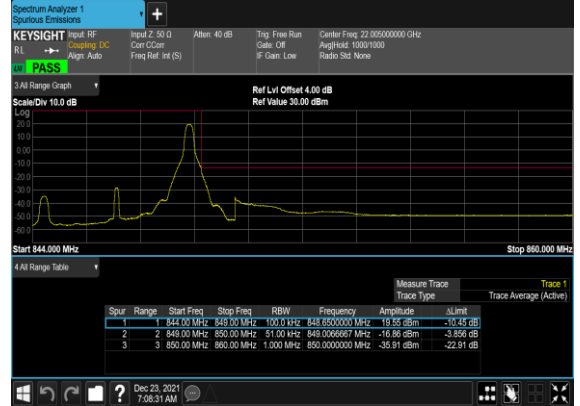 Spectrum Analyzer 1
Spurious Emissions
+
KEYSIGHT Input: RF Input Z: 50 Ω Atten: 40 dB Trig: Free Run Center Freq: 22.005000000 GHz
RL Coupling: DC Corr CCorr Gate: Off Avg|Hold: 1000/1000
Align: Auto Freq Ref: Int (S) IF Gain: Low Radio Std: None
PASS
3 All Range Graph
Ref Lvl Offset 4.00 dB
Scale/Div 10.0 dB Ref Value 30.00 dBm
Log
20.0
10.0
0.00
-10.0
-20.0
-30.0
-40.0
-50.0
-60.0
Start 844.000 MHz Stop 860.000 MHz
4 All Range Table
Measure Trace Trace 1
Trace Type Trace Average (Active)
Spur Range Start Freq Stop Freq RBW Frequency Amplitude ΔLimit
1 1 844.00 MHz 849.00 MHz 100.0 kHz 848.6500000 MHz 19.55 dBm -10.45 dB
2 2 849.00 MHz 850.00 MHz 51.00 kHz 849.0066667 MHz -16.86 dBm -3.856 dB
3 3 850.00 MHz 860.00 MHz 1.000 MHz 850.0000000 MHz -35.91 dBm -22.91 dB
? Dec 23, 2021
7:08:31 AM